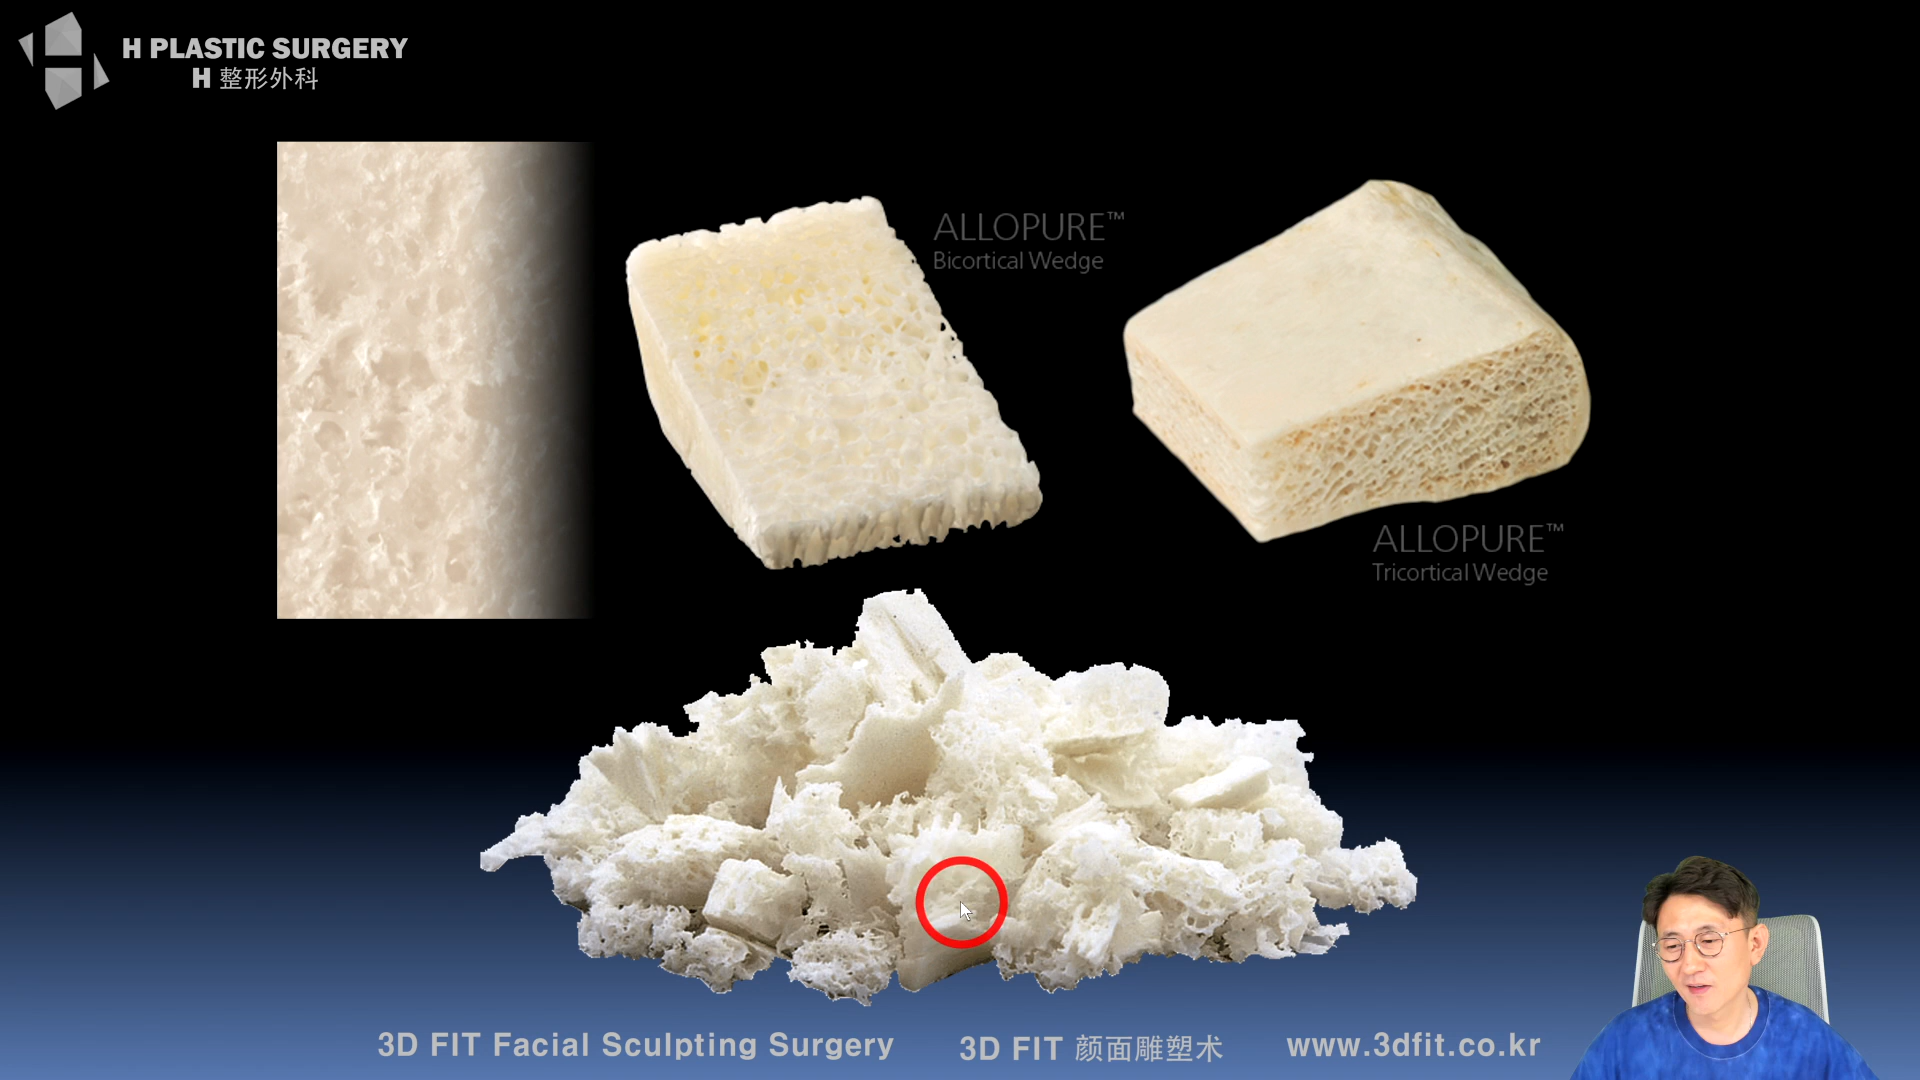 H PLASTIC SURGERY
H 整形外科
ALLOPURE™
Bicortical Wedge
ALLOPURE™
Tricortical Wedge
3D FIT Facial Sculpting Surgery
3D FIT 颜面雕塑术
www.3dfit.co.kr